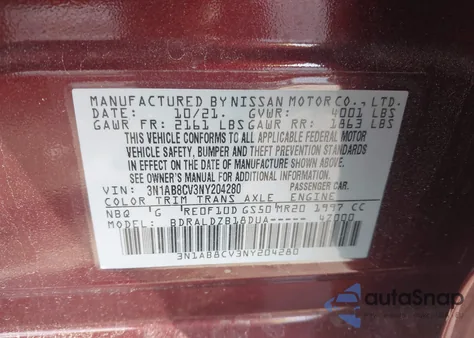 MANUFACTURED BY NISSAN MOTOR CO., LTD.
DATE: 10/21. GVWR: 4001 LBS
GAWR FR: 2161 LBS GAWR RR: 1863 LBS
THIS VEHICLE CONFORMS TO ALL APPLICABLE FEDERAL MOTOR
VEHICLE SAFETY, BUMPER AND THEFT PREVENTION STANDARDS
IN EFFECT ON THE DATE OF MANUFACTURE SHOWN ABOVE.
SEE OWNER'S MANUAL FOR ADDITIONAL INFORMATION
VIN: 3N1AB8CV3NY204280 PASSENGER CAR
COLOR TRIM TRANS AXLE ENGINE
NBQ G RE0F10D GS50 MR20 1997 CC
MODEL BDRALDZB18DUA----- 4Z000
3N1AB8CV3NY204280
autoSnap